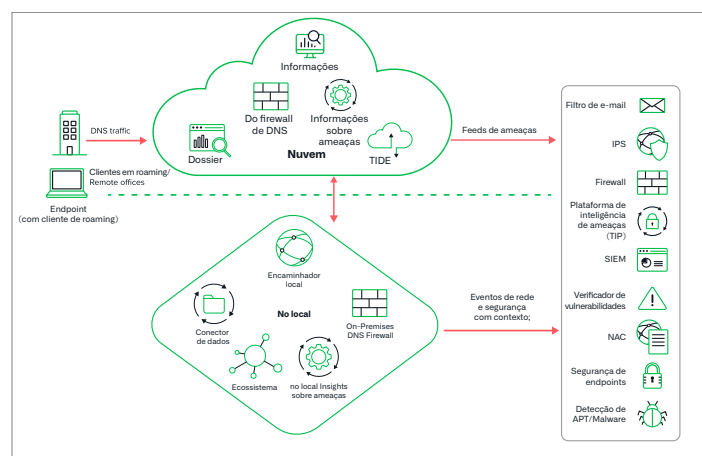 Informações
Do firewall
de DNS
Informações
sobre
ameaças
Dossier
Nuvem
TIDE
DNS traffic
Clientes em roaming/
Remote offices
Endpoint
(com cliente de roaming)
Feeds de ameaças
Encaminhador
local
No local
Conector
de dados
On-Premises
DNS Firewall
Ecossistema
no local Insights
sobre ameaças
Eventos de rede
e segurança
com contexto;
Filtro de e-mail
IPS
Firewall
Plataforma de
inteligência
de ameaças
(TIP)
SIEM
Verificador de
vulnerabilidades
NAC
Segurança de
endpoints
Detecção de
APT/Malware